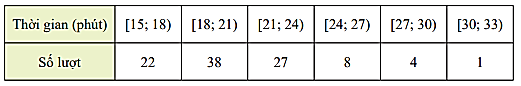 Thời gian (phút) [15; 18) [18; 21) [21; 24) [24; 27) [27; 30) [30; 33)
Số lượt 22 38 27 8 4 1